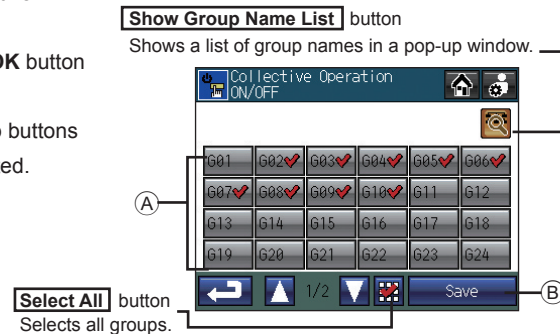 Show Group Name List button
Shows a list of group names in a pop-up window.
OK button
buttons
ed.
Collective Operation
ON/OFF
G01 G02 G03 G04 G05 G06
G07 G08 G09 G10 G11 G12
G13 G14 G15 G16 G17 G18
G19 G20 G21 G22 G23 G24
A
1/2 Save
B
Select All button
Selects all groups.